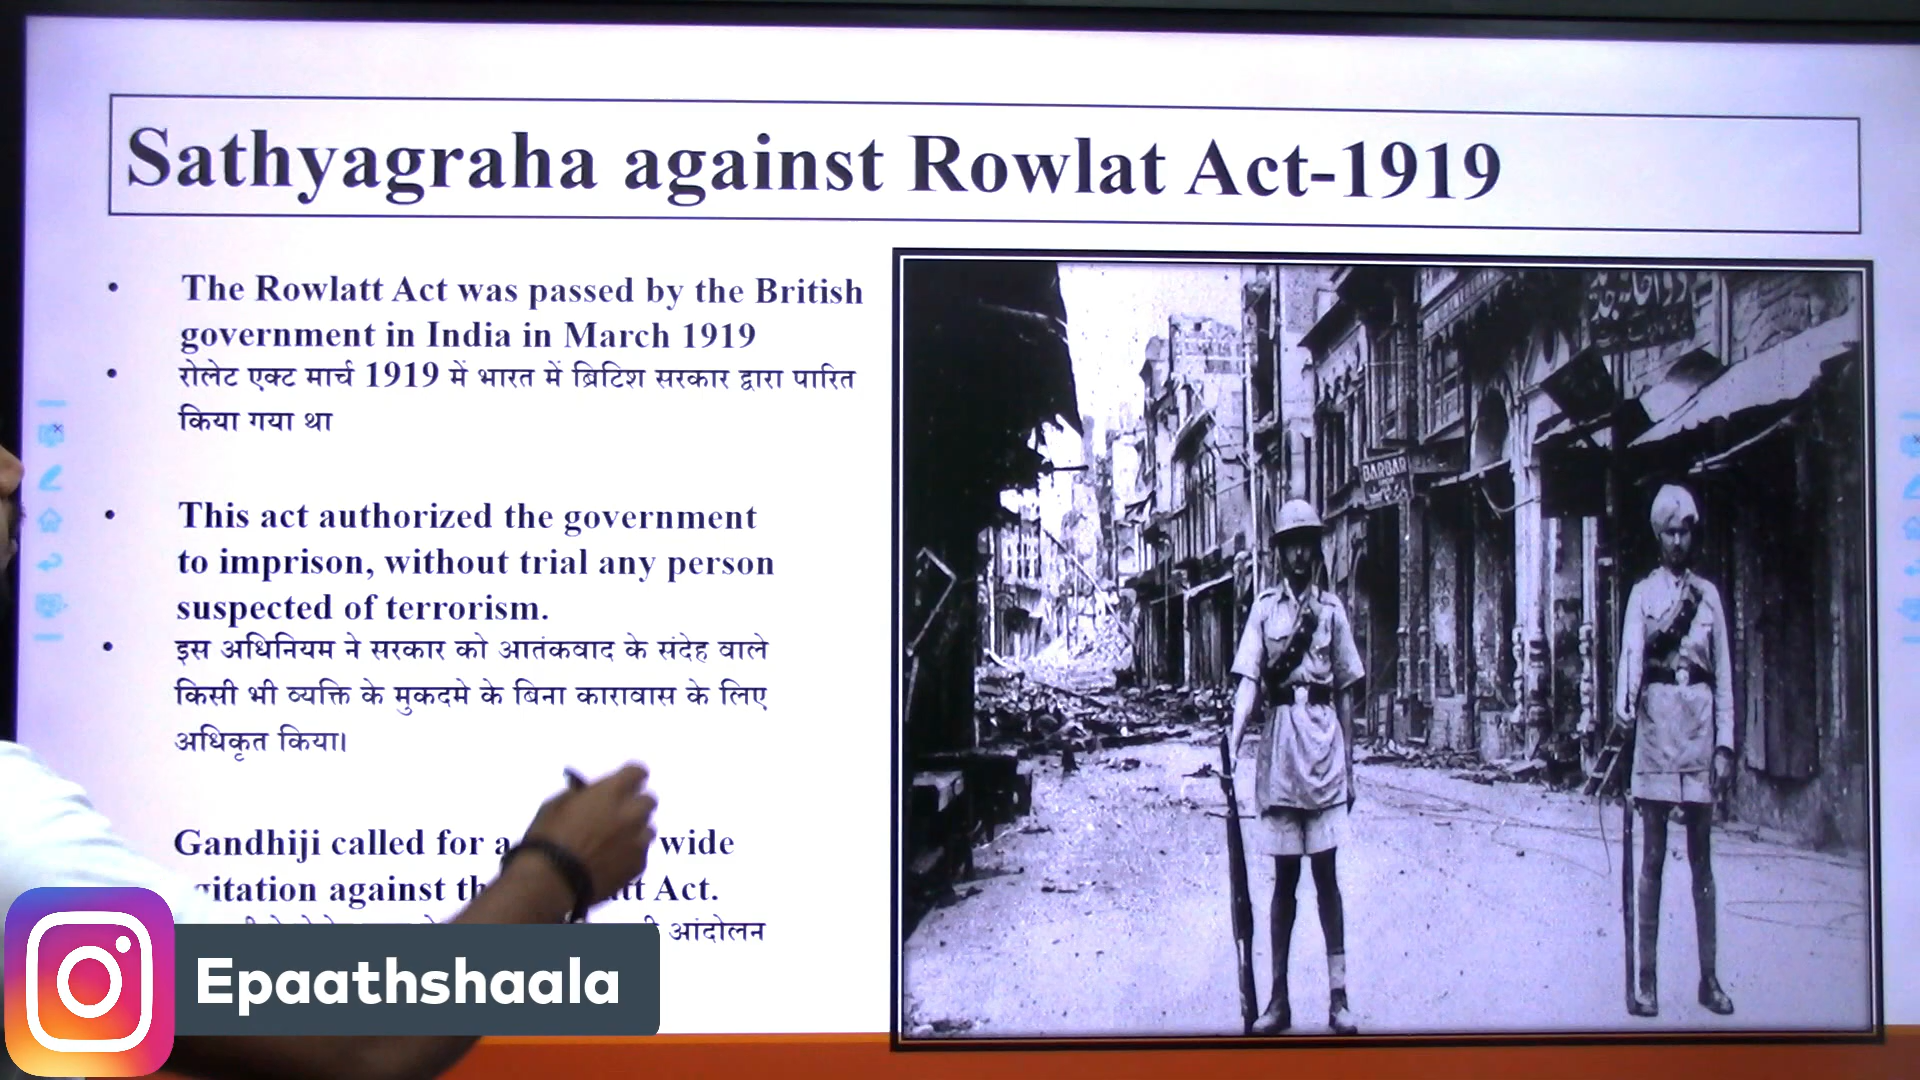 Sathyagraha against Rowlat Act-1919
• The Rowlatt Act was passed by the British
government in India in March 1919
• रोलेट एक्ट मार्च 1919 में भारत में ब्रिटिश सरकार द्वारा पारित
किया गया था
• This act authorized the government
to imprison, without trial any person
suspected of terrorism.
• इस अधिनियम ने सरकार को आतंकवाद के संदेह वाले
किसी भी व्यक्ति के मुकदमे के बिना कारावास के लिए
अधिकृत किया।
Gandhiji called for a wide
against Act.
आंदोलन
BARBAR
Epaathshaala